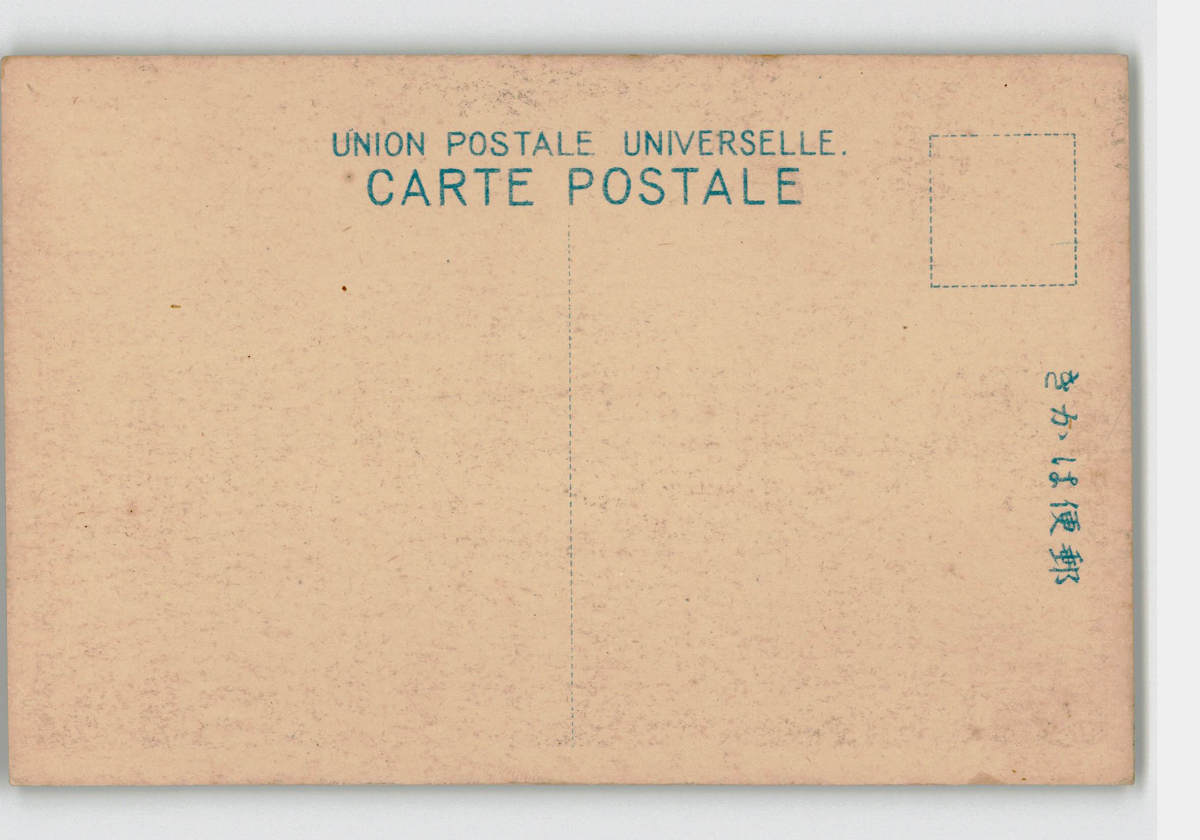 UNION POSTALE UNIVERSELLE.
CARTE POSTALE
郵便はかき